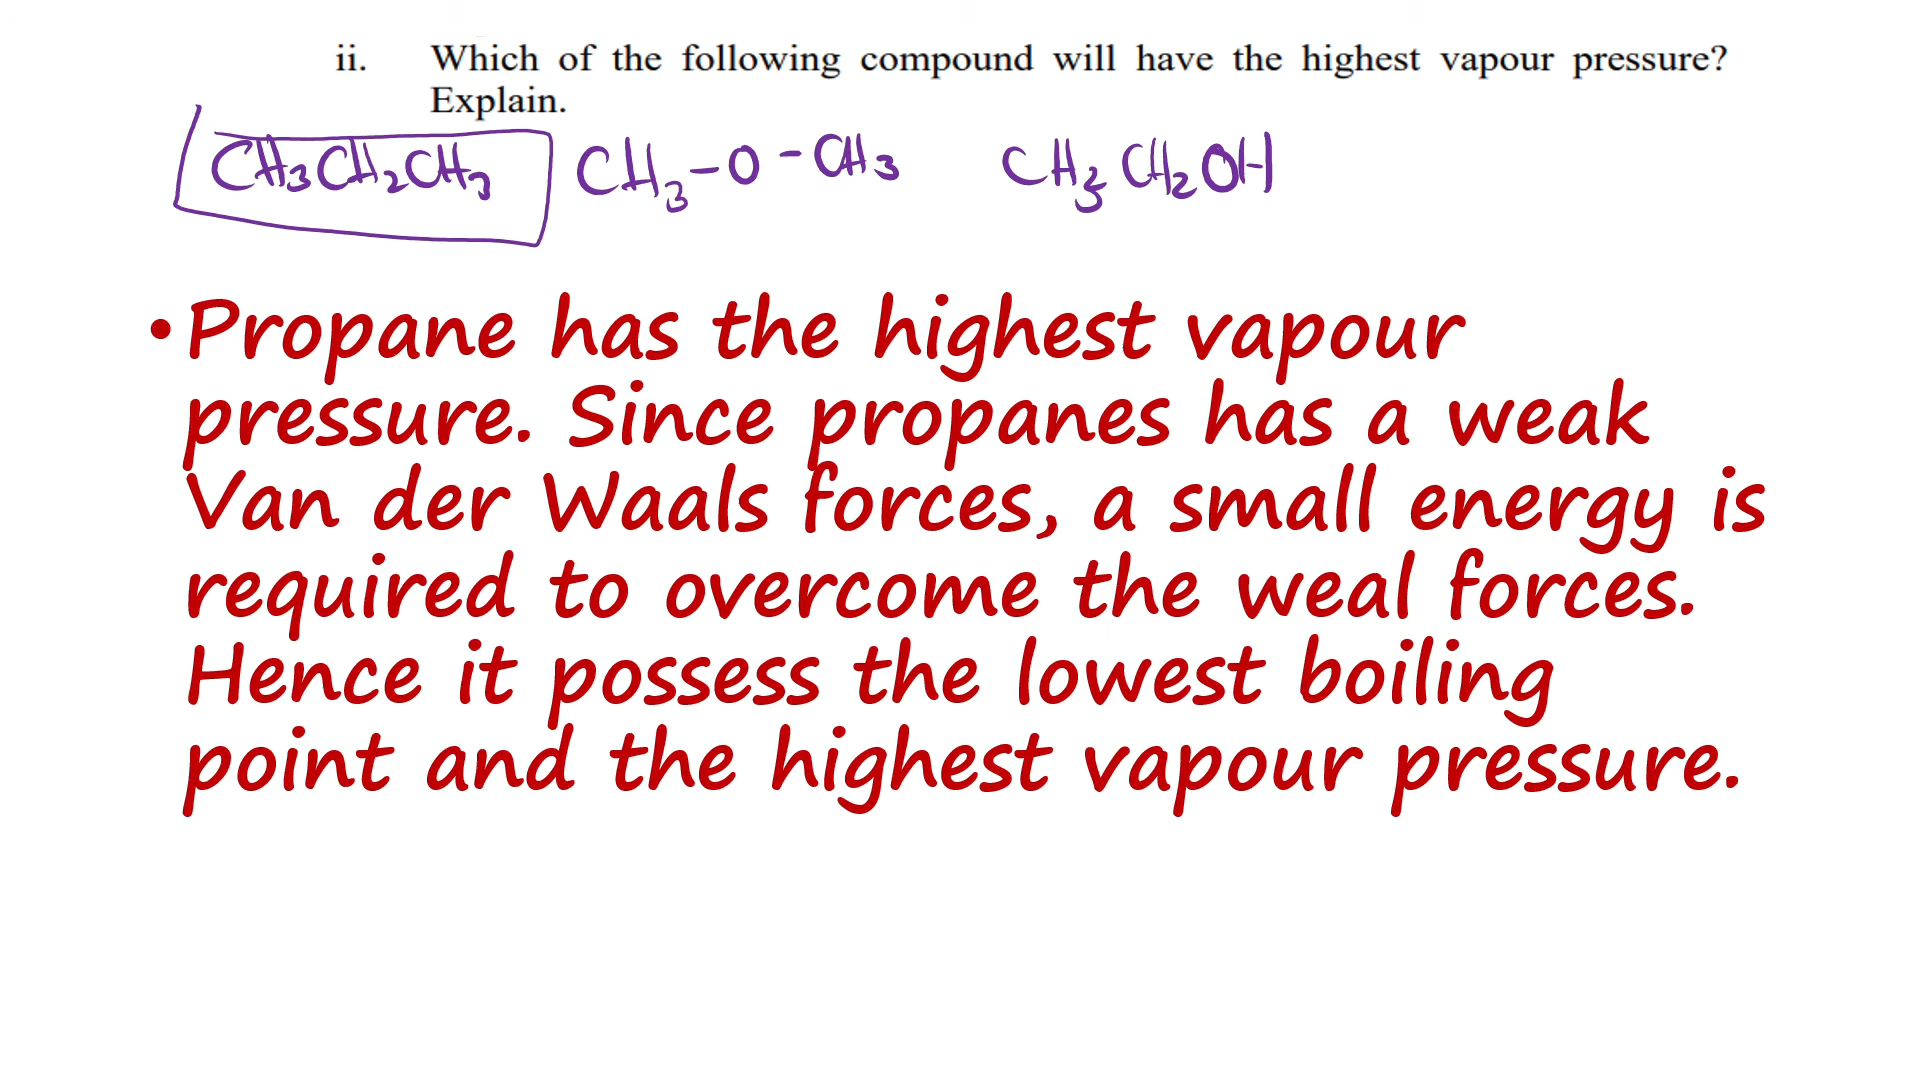 ii. Which of the following compound will have the highest vapour pressure?
Explain.
CH₃CH₂CH₃ CH₃-O-CH₃ CH₃CH₂OH
• Propane has the highest vapour
pressure. Since propanes has a weak
Van der Waals forces, a small energy is
required to overcome the weal forces.
Hence it possess the lowest boiling
point and the highest vapour pressure.